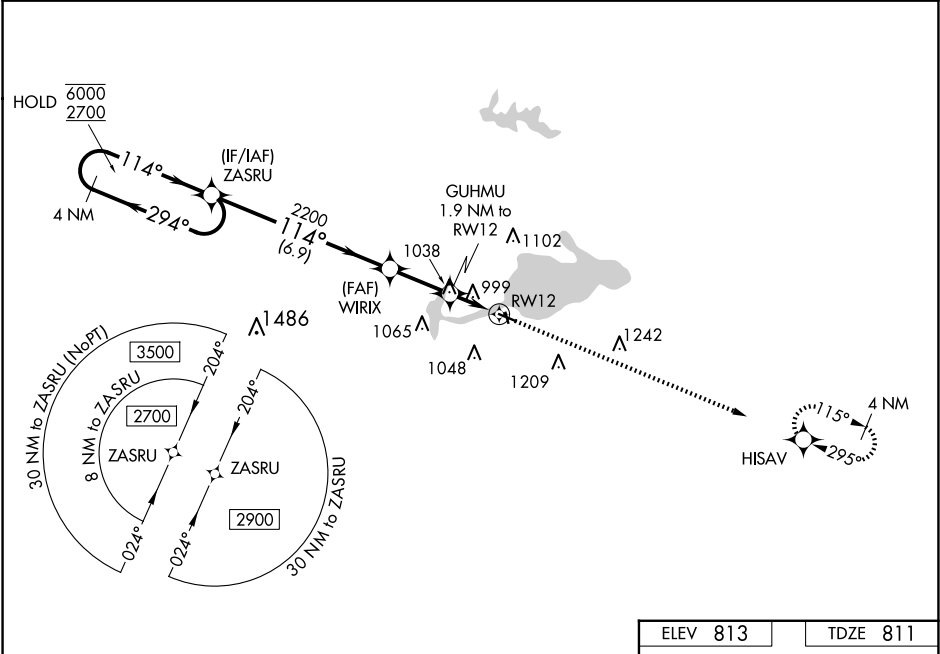 HOLD 6000
2700
114°
294°
4 NM
(IF/IAF)
ZASRU
2200
114°
(6.9)
(FAF)
WIRIX
GUHMU
1.9 NM to
RW12
1038
1102
999
RW12
1065
1048
1209
1242
1486
HISAV
115°
295°
4 NM
30 NM to ZASRU (NoPT)
3500
204°
8 NM to ZASRU
2700
ZASRU
024°
204°
ZASRU
2900
024°
30 NM to ZASRU
ELEV 813
TDZE 811